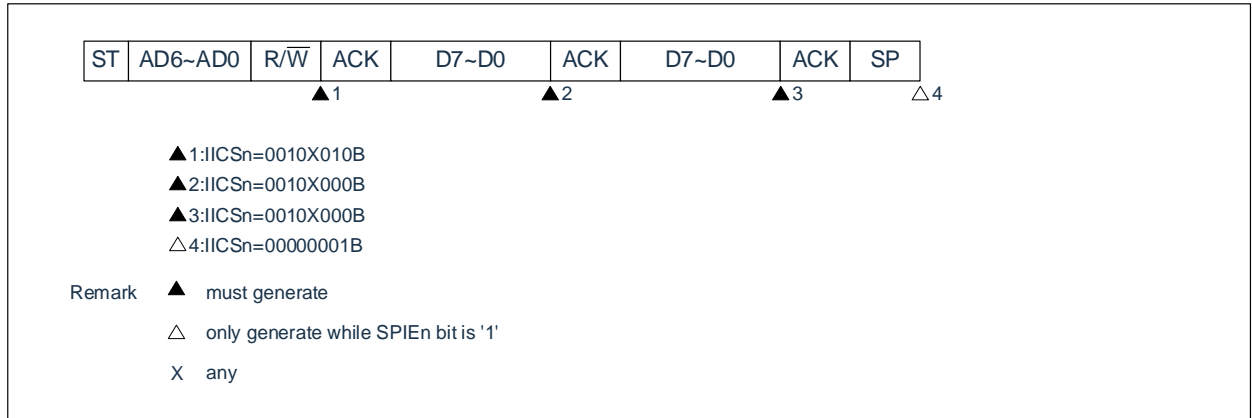 ST AD6~AD0 R/W̅ ACK D7~D0 ACK D7~D0 ACK SP
▲1 ▲2 ▲3 △4
▲1:IICSn=0010X010B
▲2:IICSn=0010X000B
▲3:IICSn=0010X000B
△4:IICSn=00000001B
Remark ▲ must generate
△ only generate while SPIEn bit is '1'
X any